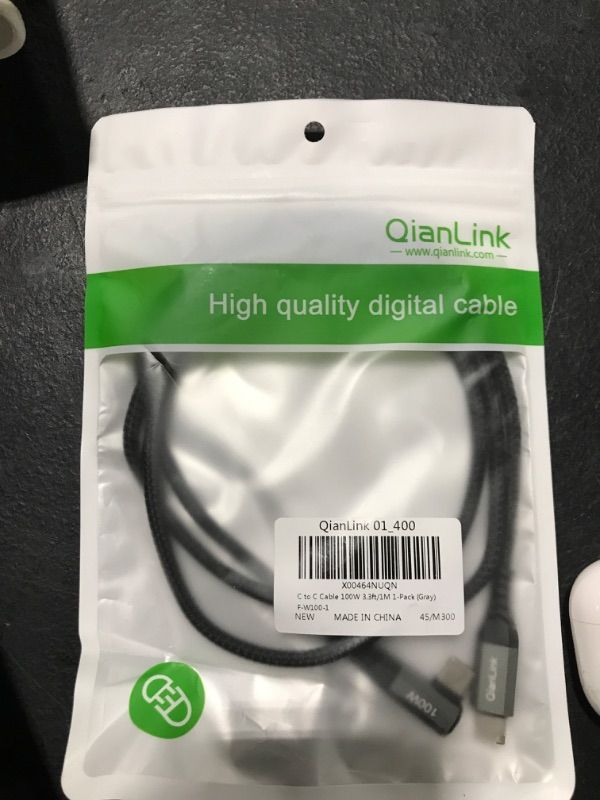 QianLink
www.qianlink.com
High quality digital cable
QianLink 01_400
X00464NUQN
C to C Cable 100W 3.3ft/1M 1-Pack (Gray)
F-W100-1
NEW MADE IN CHINA 45/M300
100W
QianLink